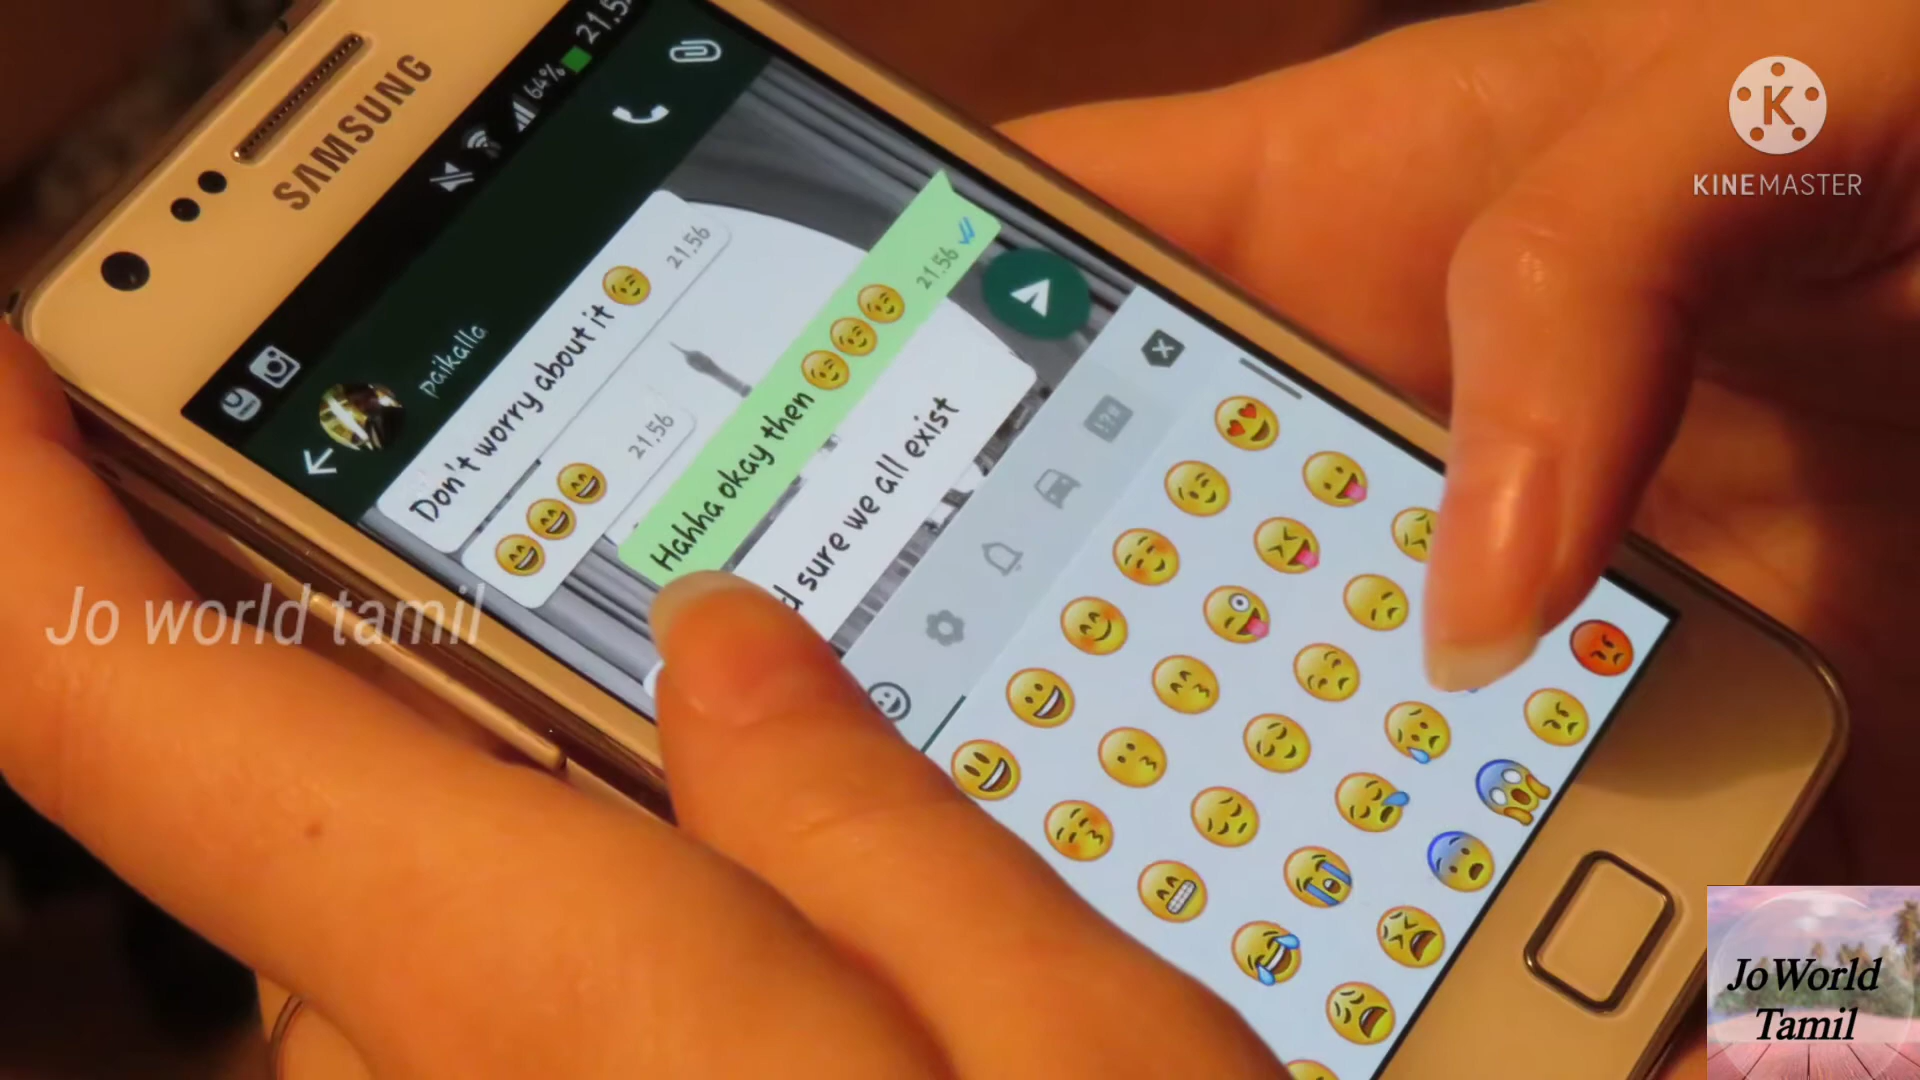 SAMSUNG
64%
21.5
paikalla
Don't worry about it 😉 21.56
😄😄😄 21.56
Hahha okay then 😉😉😉 21.56
d sure we all exist
KINEMASTER
Jo world tamil
Jo World
Tamil